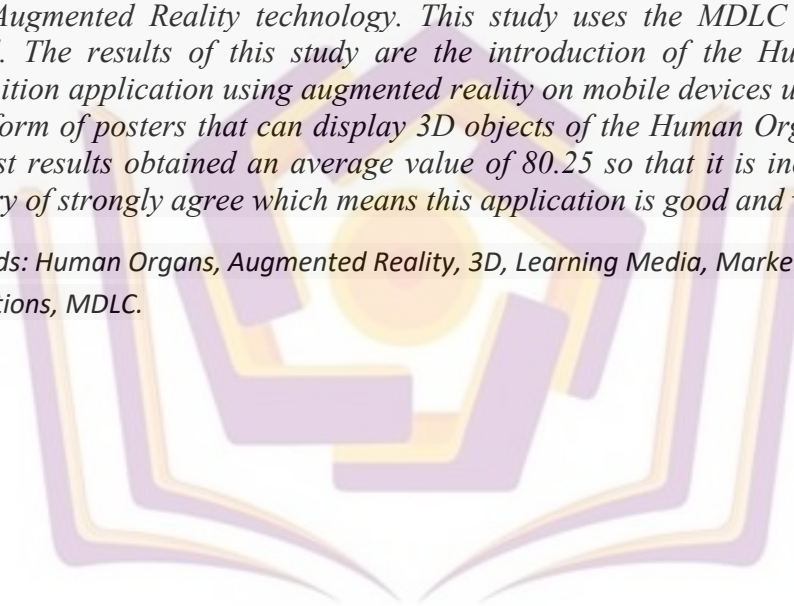 Augmented Reality technology. This study uses the MDLC
. The results of this study are the introduction of the Hu
ition application using augmented reality on mobile devices u
form of posters that can display 3D objects of the Human Org
st results obtained an average value of 80.25 so that it is in
ry of strongly agree which means this application is good and
ds: Human Organs, Augmented Reality, 3D, Learning Media, Marke
tions, MDLC.